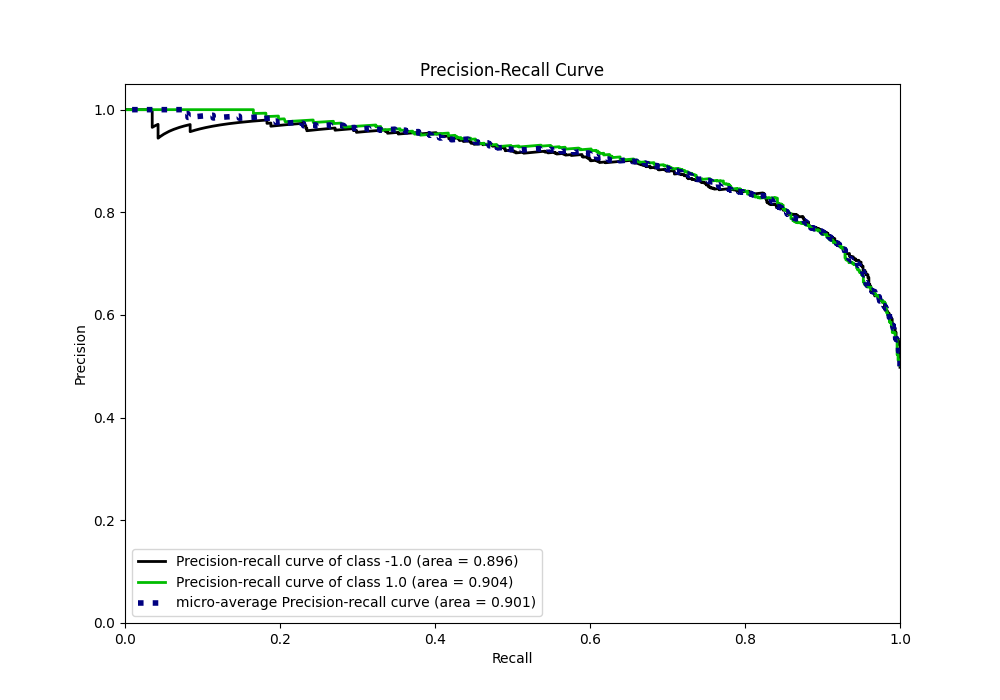 Precision-Recall Curve
1.0
0.8
0.6
0.4
0.2
0.0
Precision
Precision-recall curve of class -1.0 (area = 0.896)
Precision-recall curve of class 1.0 (area = 0.904)
micro-average Precision-recall curve (area = 0.901)
0.0 0.2 0.4 0.6 0.8 1.0
Recall